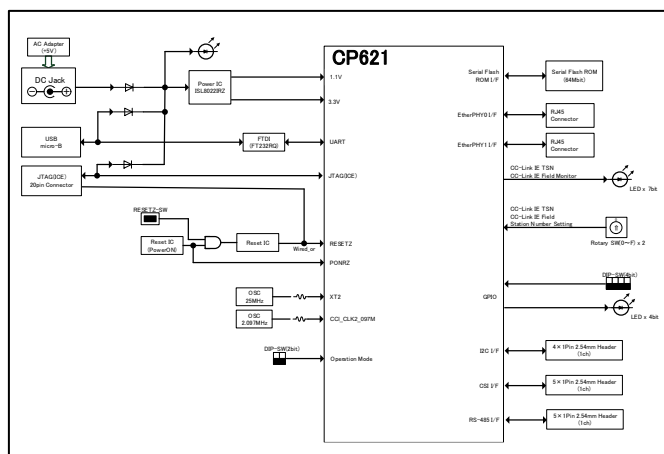 CP621
AC Adapter
(+5V)
DC Jack
Power IC
ISL80221IRZ
1.1V
3.3V
USB
micro-B
FTDI
(FT232RQ)
UART
JTAG(ICE)
20pin Connector
JTAG(ICE)
RESETZ-SW
Reset IC
(PowerON)
Reset IC
Wired_or
RESETZ
PONRZ
OSC
25MHz
XT2
OSC
2.097MHz
CCI_CLK2_097M
DIP-SW(2bit)
Operation Mode
Serial Flash
ROM I/F
Serial Flash ROM
(64Mbit)
EtherPHY0 I/F
RJ45
Connector
EtherPHY1 I/F
RJ45
Connector
CC-Link IE TSN
CC-Link IE Field Monitor
LED x 7bit
CC-Link IE TSN
CC-Link IE Field
Station Number Setting
Rotary SW(0~F) x 2
DIP-SW(4bit)
GPIO
LED x 4bit
I2C I/F
4×1Pin 2.54mm Header
(1ch)
CSI I/F
5×1Pin 2.54mm Header
(1ch)
RS-485 I/F
5×1Pin 2.54mm Header
(1ch)